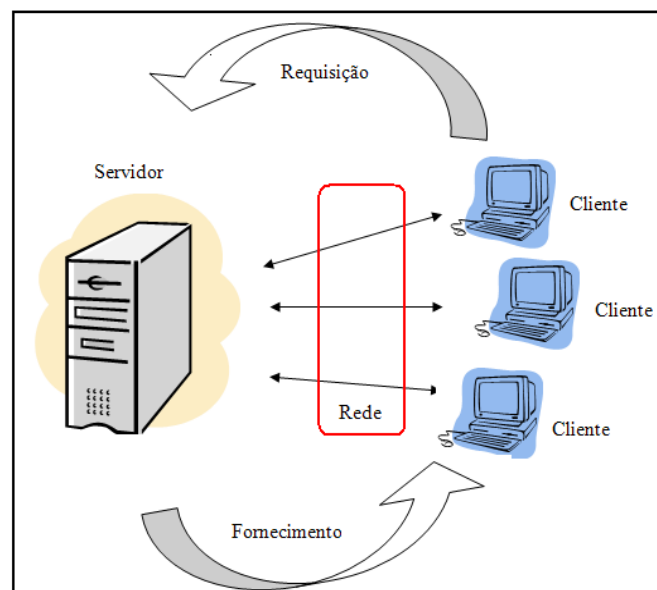 Requisição
Servidor
Cliente
Cliente
Rede
Cliente
Fornecimento